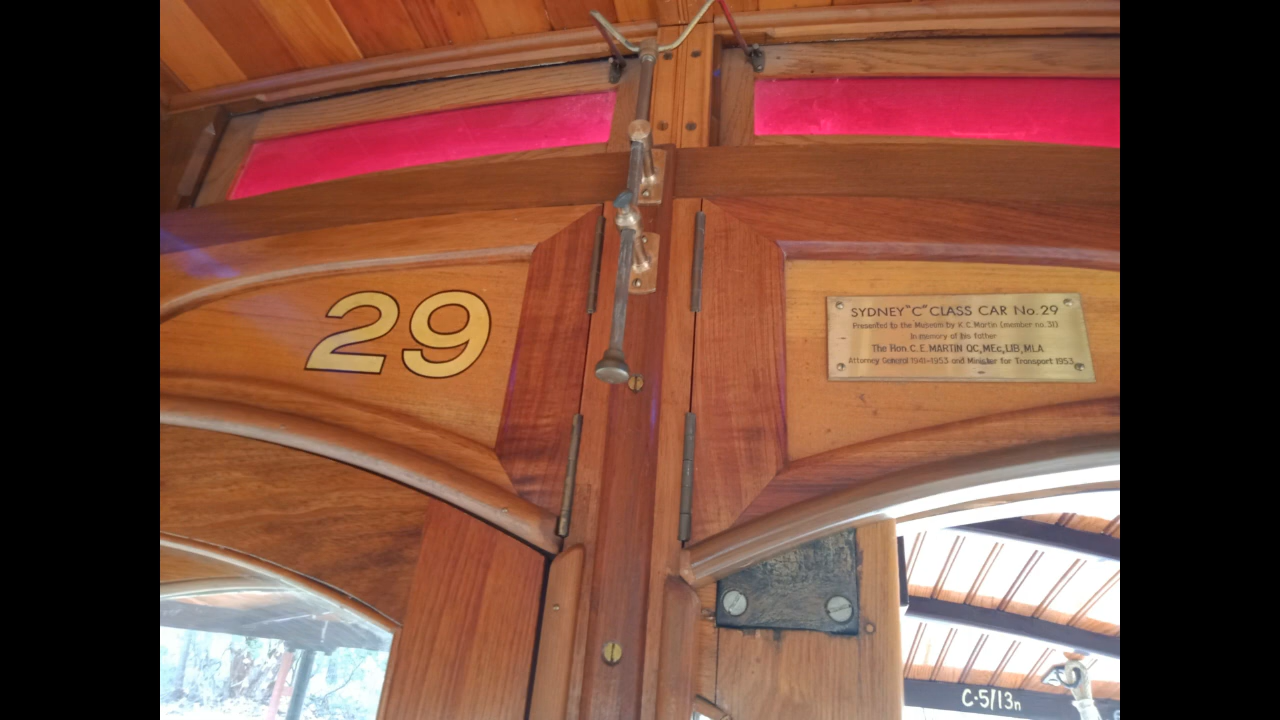 29
SYDNEY "C" CLASS CAR No. 29
Presented to the Museum by K.C. Martin (member no. 31)
In memory of his father
The Hon. C.E. MARTIN QC, MEc, LIB, MLA
Attorney General 1941-1953 and Minister for Transport 1953
C-5/13n